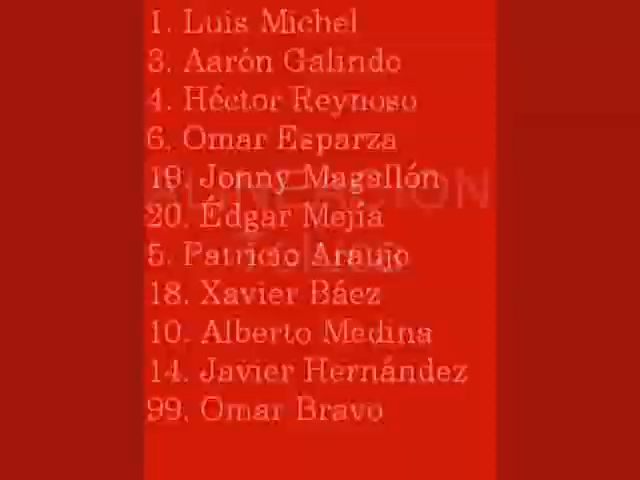 1. Luis Michel
3. Aarón Galindo
4. Héctor Reynoso
6. Omar Esparza
19. Jonny Magallón
20. Édgar Mejía
5. Patricio Araujo
18. Xavier Báez
10. Alberto Medina
14. Javier Hernández
99. Omar Bravo
ALINEACION